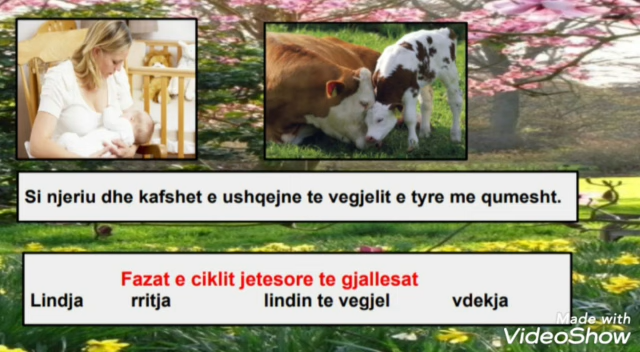 Si njeriu dhe kafshet e ushqejne te vegjelit e tyre me qumesht.
Fazat e ciklit jetesore te gjallesat
Lindja rritja lindin te vegjel vdekja
Made with
VideoShow